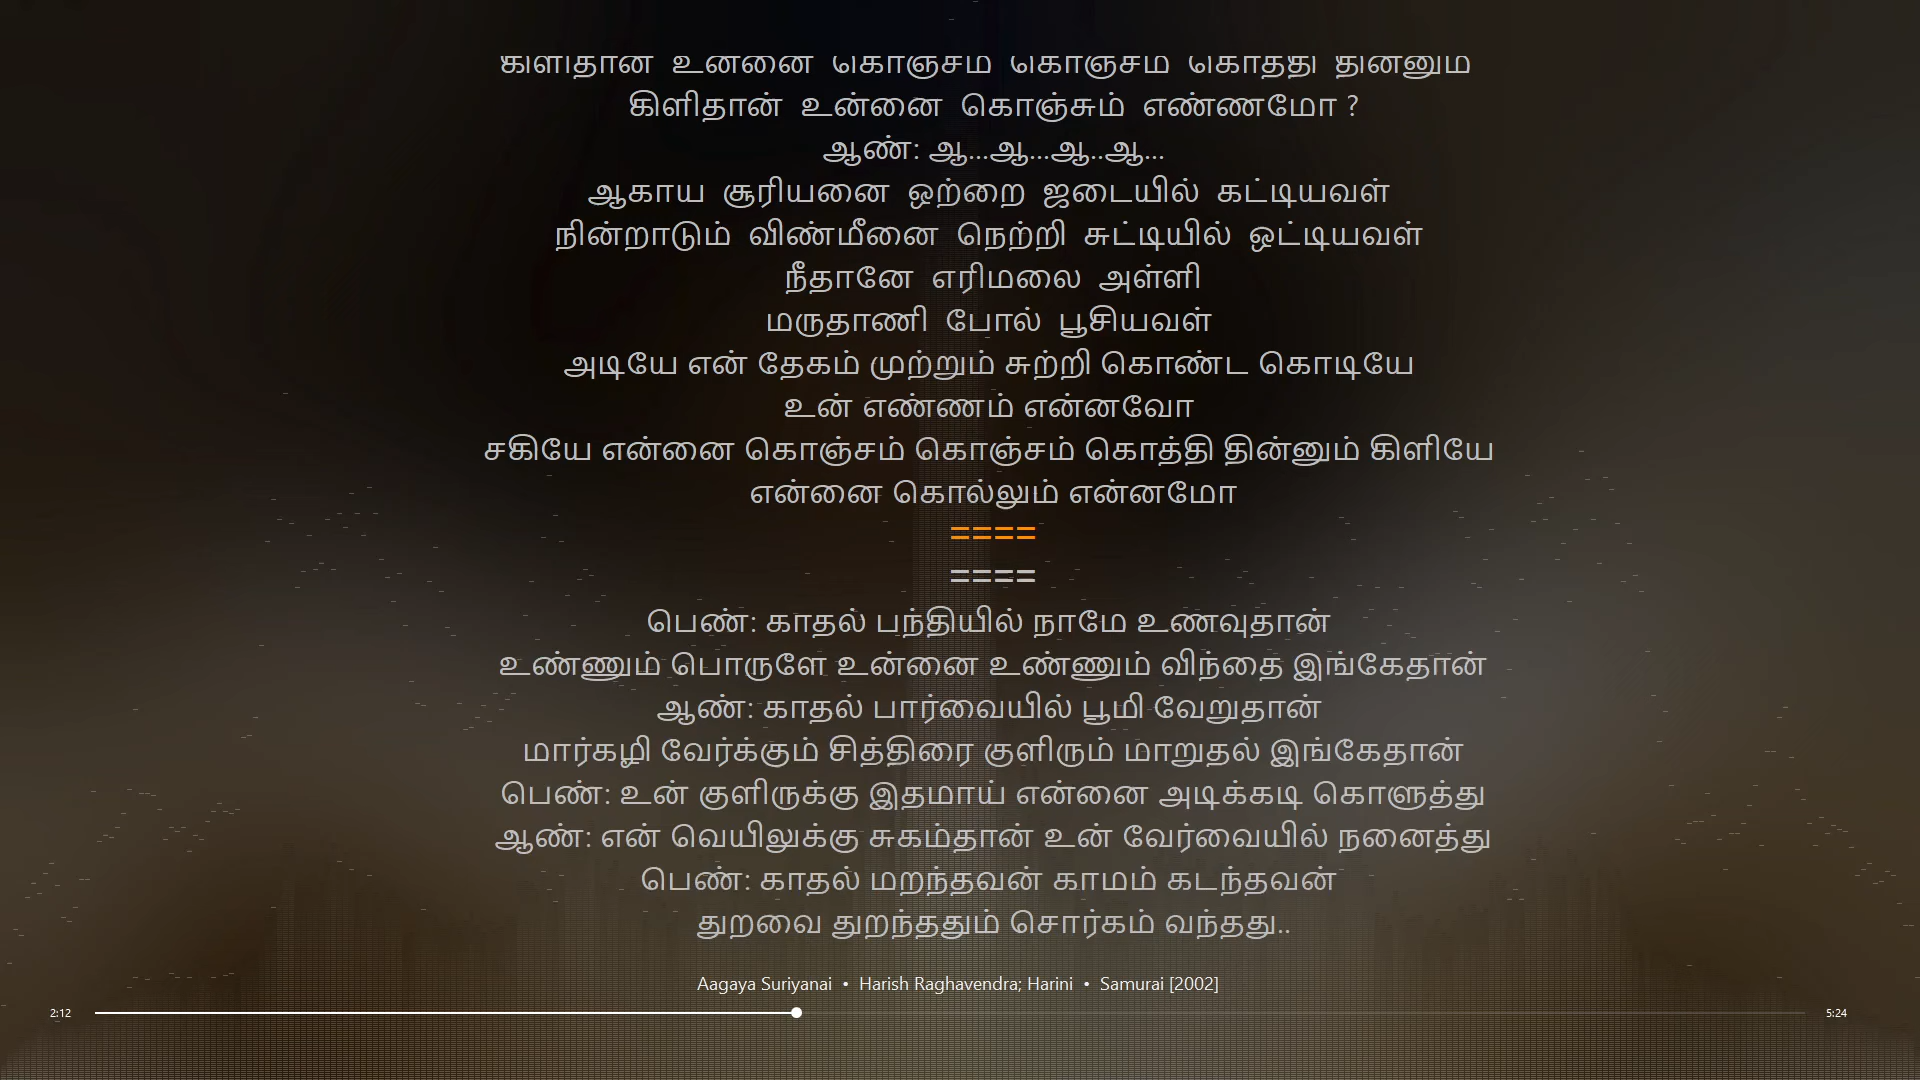 கிளிதான் உன்னை கொஞ்சம் கொஞ்சம் கொத்தி தின்னும்
கிளிதான் உன்னை கொஞ்சும் எண்ணமோ ?
ஆண்: ஆ...ஆ...ஆ..ஆ...
ஆகாய சூரியனை ஒற்றை ஜடையில் கட்டியவள்
நின்றாடும் விண்மீனை நெற்றி சுட்டியில் ஒட்டியவள்
நீதானே எரிமலை அள்ளி
மருதாணி போல் பூசியவள்
அடியே என் தேகம் முற்றும் சுற்றி கொண்ட கொடியே
உன் எண்ணம் என்னவோ
சகியே என்னை கொஞ்சம் கொஞ்சம் கொத்தி தின்னும் கிளியே
என்னை கொல்லும் என்னமோ
====
====
பெண்: காதல் பந்தியில் நாமே உணவுதான்
உண்ணும் பொருளே உன்னை உண்ணும் விந்தை இங்கேதான்
ஆண்: காதல் பார்வையில் பூமி வேறுதான்
மார்கழி வேர்க்கும் சித்திரை குளிரும் மாறுதல் இங்கேதான்
பெண்: உன் குளிருக்கு இதமாய் என்னை அடிக்கடி கொளுத்து
ஆண்: என் வெயிலுக்கு சுகம்தான் உன் வேர்வையில் நனைத்து
பெண்: காதல் மறந்தவன் காமம் கடந்தவன்
துறவை துறந்ததும் சொர்கம் வந்தது..
Aagaya Suriyanai • Harish Raghavendra; Harini • Samurai [2002]
2:12 5:24